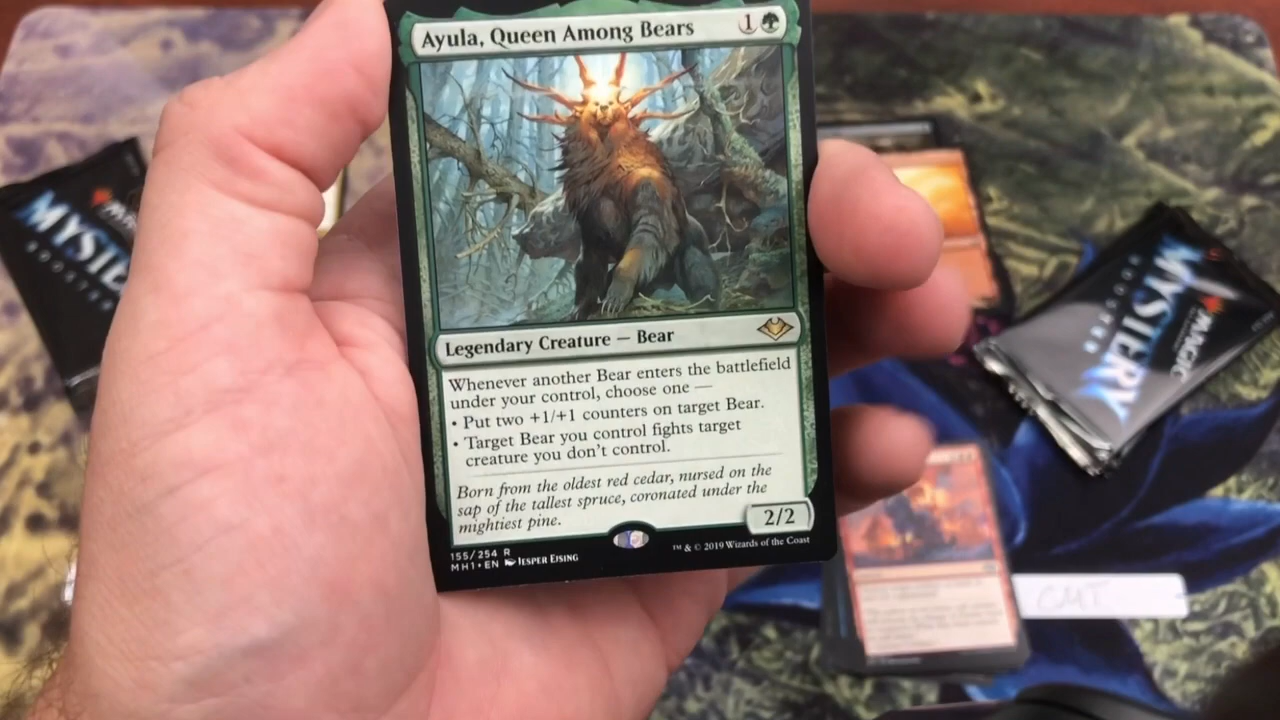 Ayula, Queen Among Bears
1
Legendary Creature — Bear
Whenever another Bear enters the battlefield
under your control, choose one —
• Put two +1/+1 counters on target Bear.
• Target Bear you control fights target
creature you don't control.
Born from the oldest red cedar, nursed on the
sap of the tallest spruce, coronated under the
mightiest pine.
2/2
155/254 R
MH1 • EN JESPER EJSING
™ & © 2019 Wizards of the Coast
MYSTE
MAGIC
MYSTERY
BOOSTER
CMT